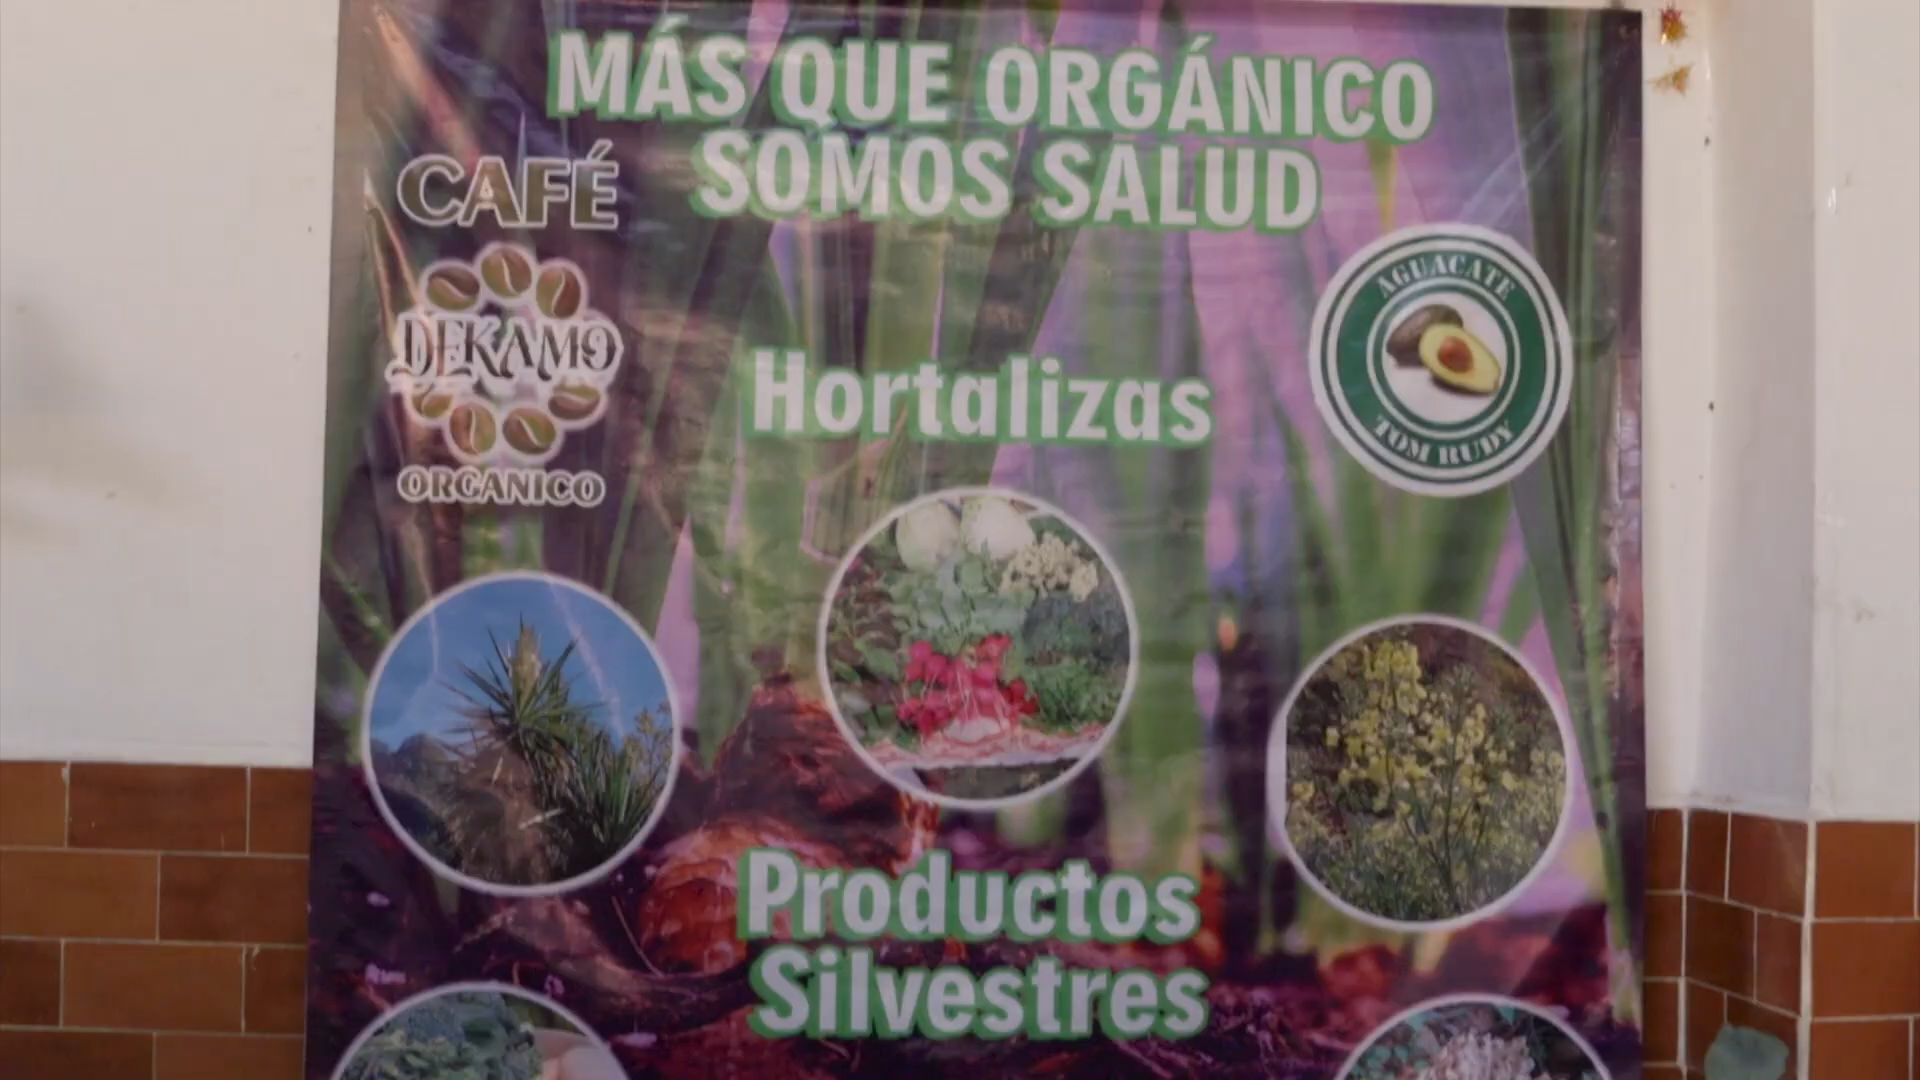 MÁS QUE ORGÁNICO
SOMOS SALUD
CAFÉ
DEKAMO
ORGANICO
AGUACATE
TOM RUDY
Hortalizas
Productos
Silvestres